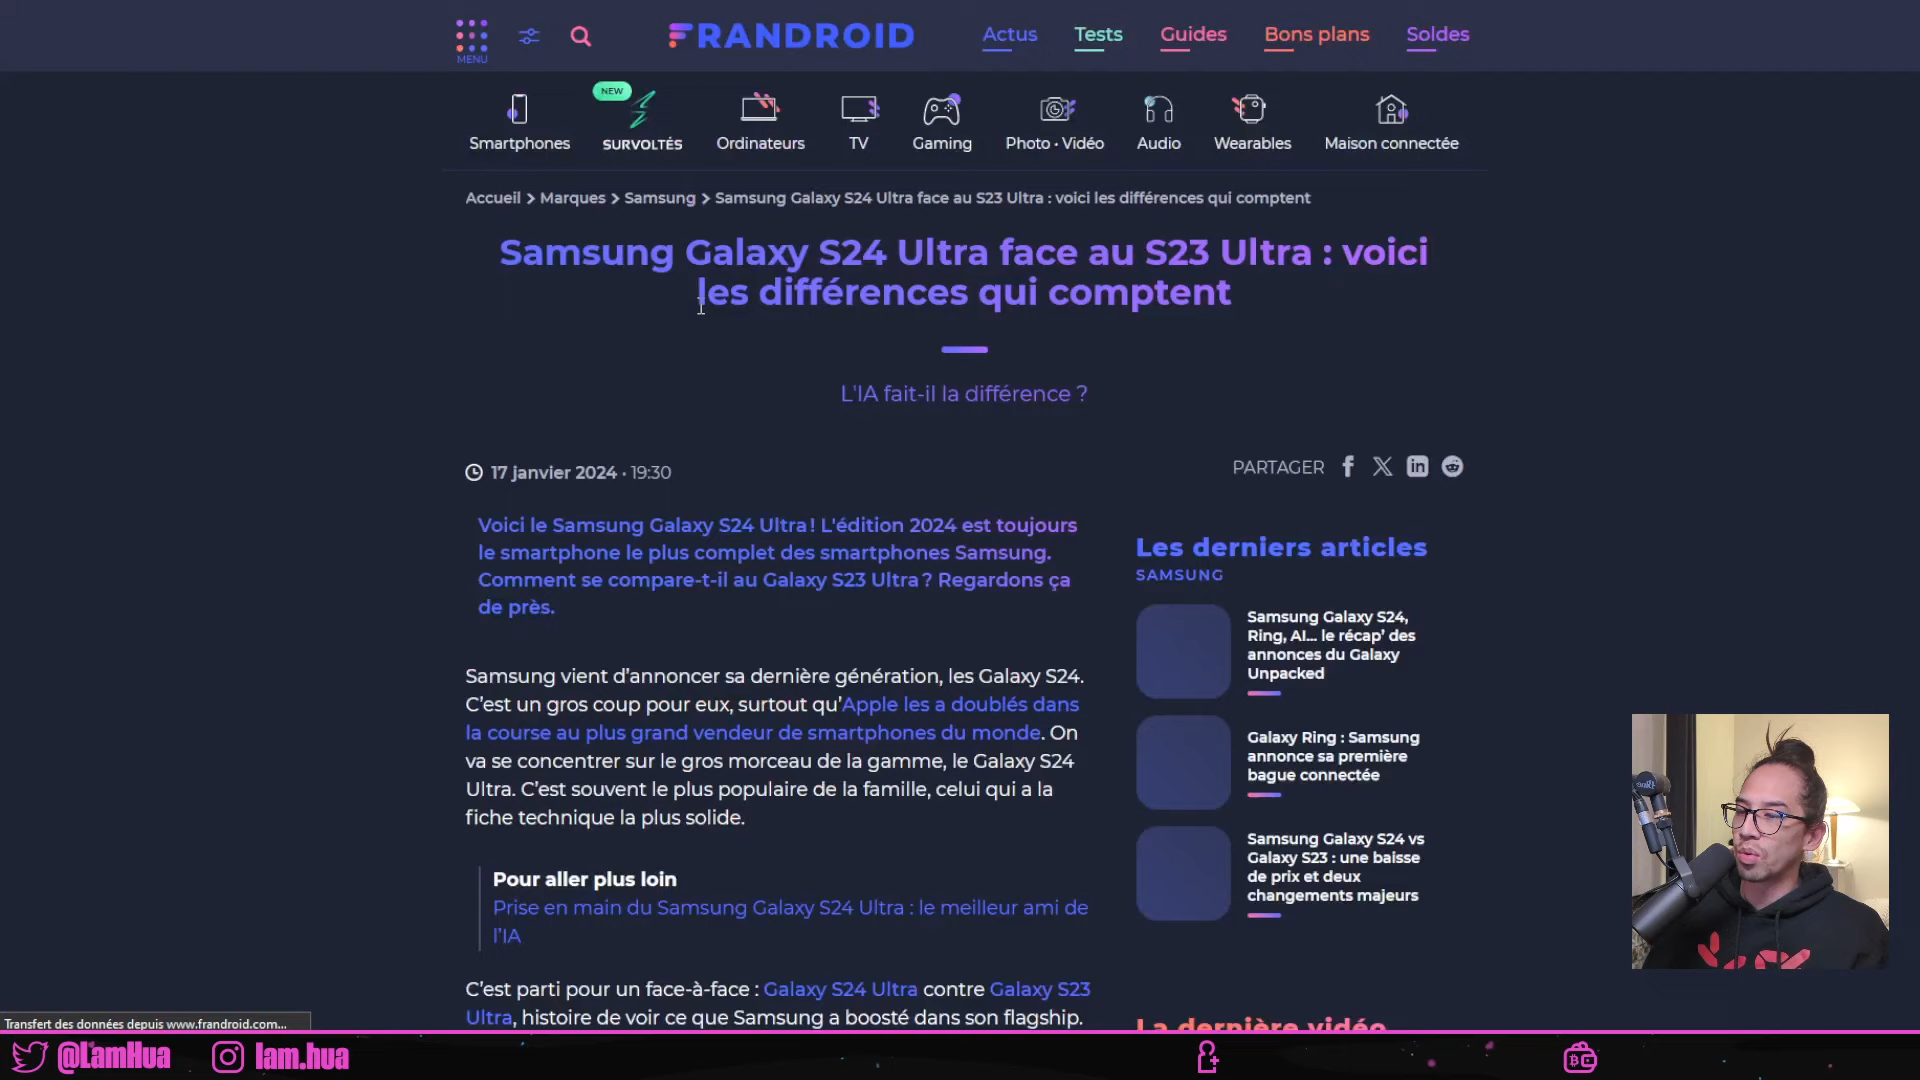 MENU
FRANDROID
Actus
Tests
Guides
Bons plans
Soldes
NEW
Smartphones
SURVOLTÉS
Ordinateurs
TV
Gaming
Photo • Vidéo
Audio
Wearables
Maison connectée
Accueil > Marques > Samsung > Samsung Galaxy S24 Ultra face au S23 Ultra : voici les différences qui comptent
Samsung Galaxy S24 Ultra face au S23 Ultra : voici
les différences qui comptent
L'IA fait-il la différence ?
17 janvier 2024 • 19:30
PARTAGER
Voici le Samsung Galaxy S24 Ultra ! L'édition 2024 est toujours
le smartphone le plus complet des smartphones Samsung.
Comment se compare-t-il au Galaxy S23 Ultra ? Regardons ça
de près.
Samsung vient d'annoncer sa dernière génération, les Galaxy S24.
C'est un gros coup pour eux, surtout qu'Apple les a doublés dans
la course au plus grand vendeur de smartphones du monde. On
va se concentrer sur le gros morceau de la gamme, le Galaxy S24
Ultra. C'est souvent le plus populaire de la famille, celui qui a la
fiche technique la plus solide.
Pour aller plus loin
Prise en main du Samsung Galaxy S24 Ultra : le meilleur ami de
l'IA
C'est parti pour un face-à-face : Galaxy S24 Ultra contre Galaxy S23
Ultra, histoire de voir ce que Samsung a boosté dans son flagship.
Les derniers articles
SAMSUNG
Samsung Galaxy S24,
Ring, AI... le récap' des
annonces du Galaxy
Unpacked
Galaxy Ring : Samsung
annonce sa première
bague connectée
Samsung Galaxy S24 vs
Galaxy S23 : une baisse
de prix et deux
changements majeurs
La dernière vidéo
Transfert des données depuis www.frandroid.com...
@LamHua
lam.hua